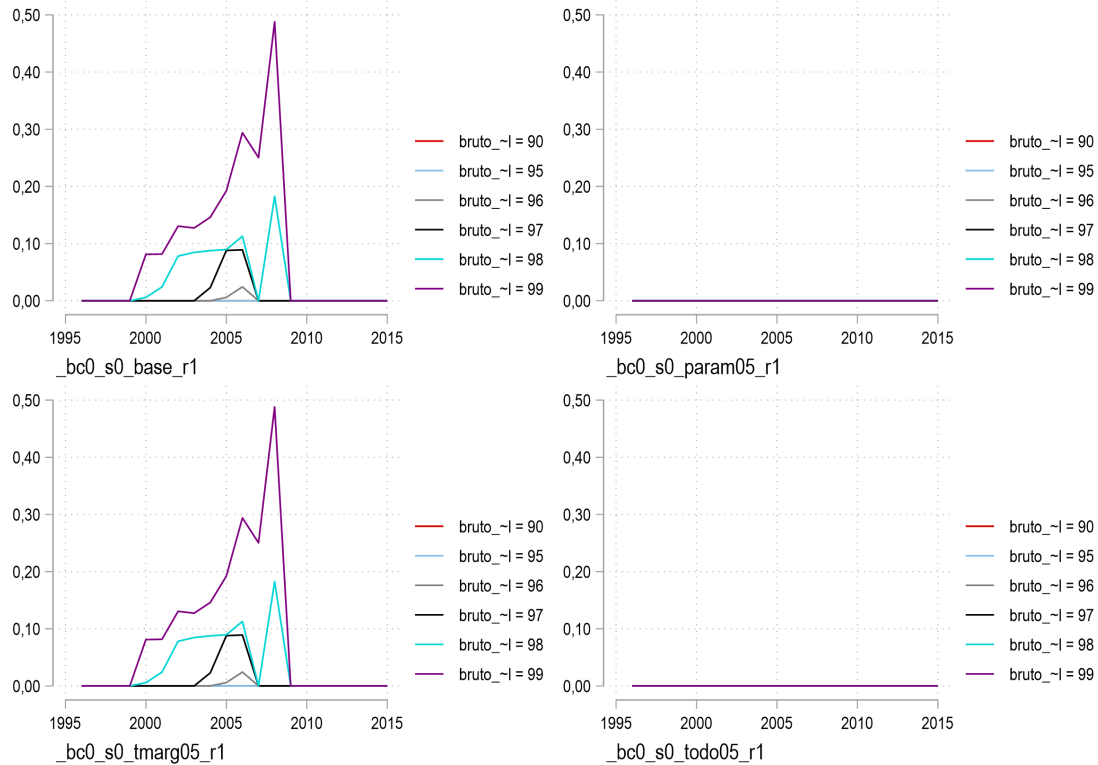 0,50
0,40
0,30
0,20
0,10
0,00
1995 2000 2005 2010 2015
bruto_~l = 90
bruto_~l = 95
bruto_~l = 96
bruto_~l = 97
bruto_~l = 98
bruto_~l = 99
_bc0_s0_base_r1
0,50
0,40
0,30
0,20
0,10
0,00
1995 2000 2005 2010 2015
bruto_~l = 90
bruto_~l = 95
bruto_~l = 96
bruto_~l = 97
bruto_~l = 98
bruto_~l = 99
_bc0_s0_param05_r1
0,50
0,40
0,30
0,20
0,10
0,00
1995 2000 2005 2010 2015
bruto_~l = 90
bruto_~l = 95
bruto_~l = 96
bruto_~l = 97
bruto_~l = 98
bruto_~l = 99
_bc0_s0_tmarg05_r1
0,50
0,40
0,30
0,20
0,10
0,00
1995 2000 2005 2010 2015
bruto_~l = 90
bruto_~l = 95
bruto_~l = 96
bruto_~l = 97
bruto_~l = 98
bruto_~l = 99
_bc0_s0_todo05_r1